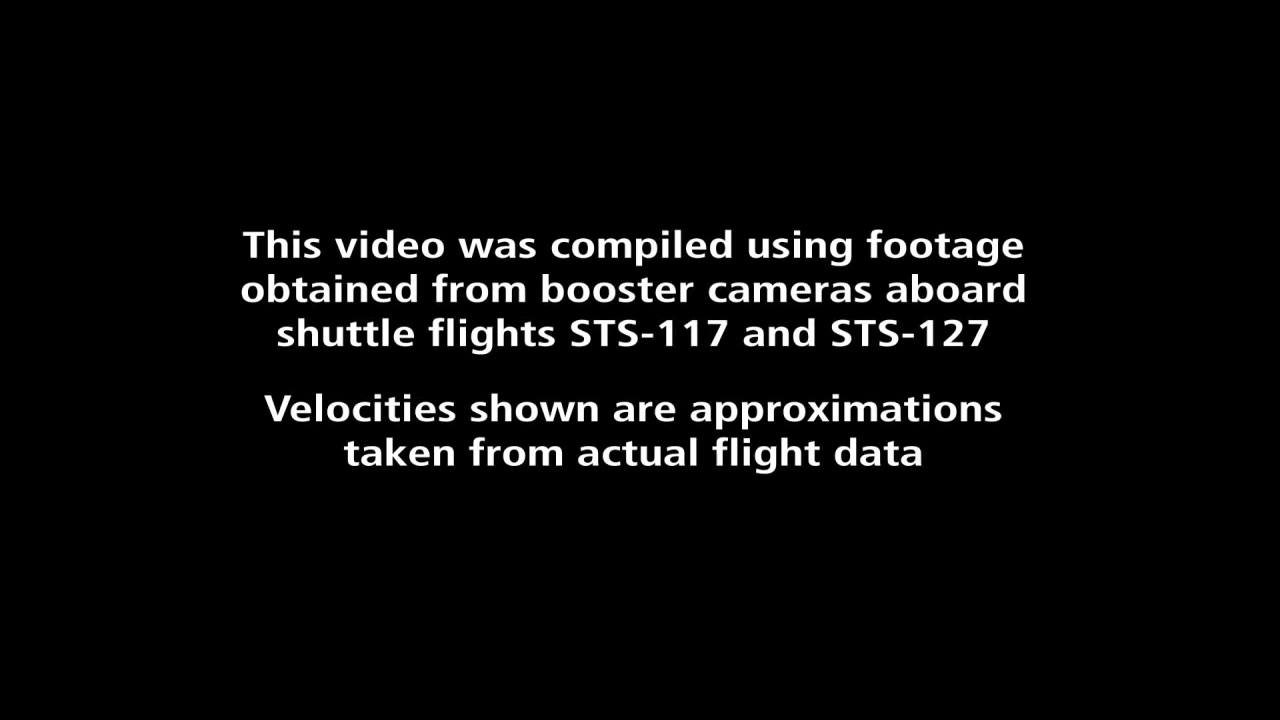 This video was compiled using footage
obtained from booster cameras aboard
shuttle flights STS-117 and STS-127
Velocities shown are approximations
taken from actual flight data